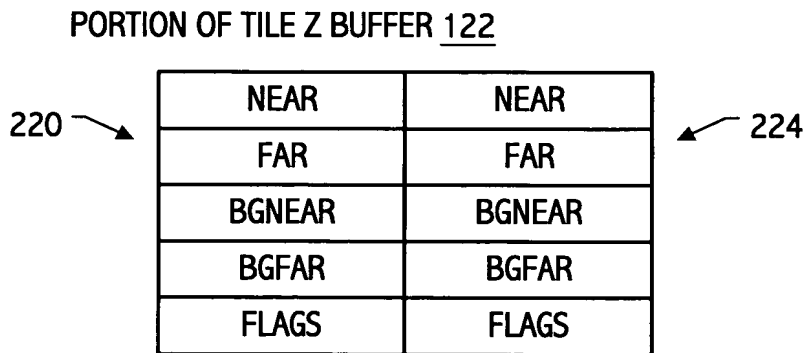 PORTION OF TILE Z BUFFER 122
NEAR NEAR
220 224
FAR FAR
BGNEAR BGNEAR
BGFAR BGFAR
FLAGS FLAGS